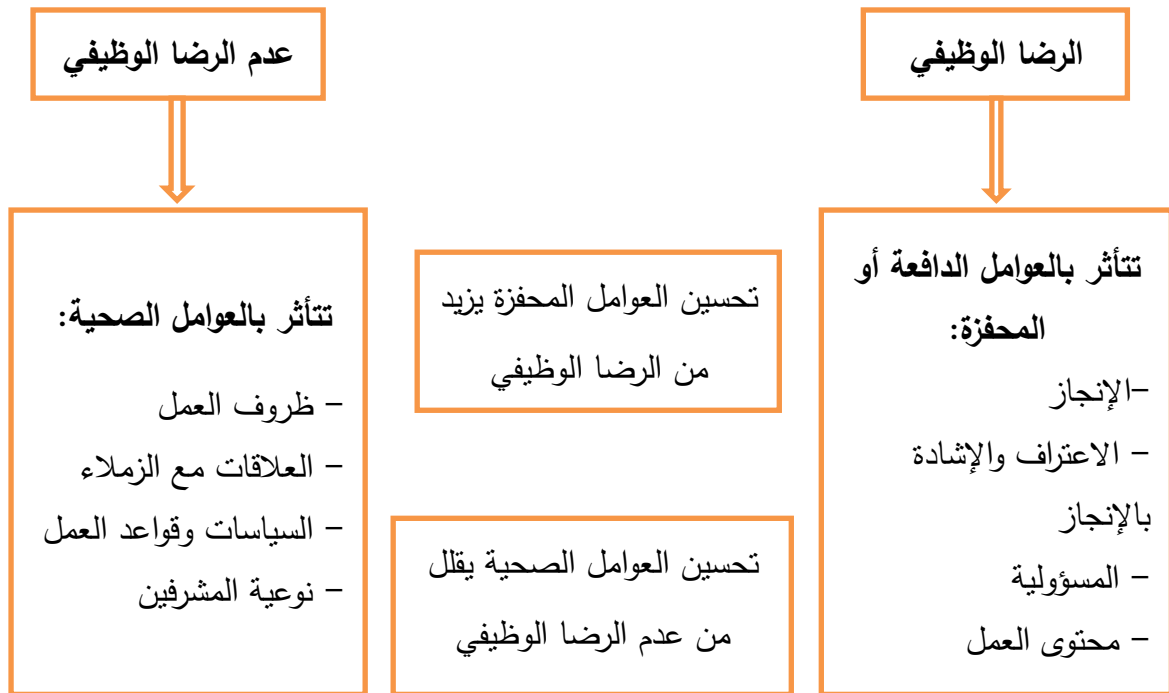 الرضا الوظيفي
عدم الرضا الوظيفي
تتأثر بالعوامل الدافعة أو
المحفزة:
-الإنجاز
- الاعتراف والإشادة
بالإنجاز
- المسؤولية
- محتوى العمل
تحسين العوامل المحفزة يزيد
من الرضا الوظيفي
تحسين العوامل الصحية يقلل
من عدم الرضا الوظيفي
تتأثر بالعوامل الصحية:
- ظروف العمل
- العلاقات مع الزملاء
- السياسات وقواعد العمل
- نوعية المشرفين